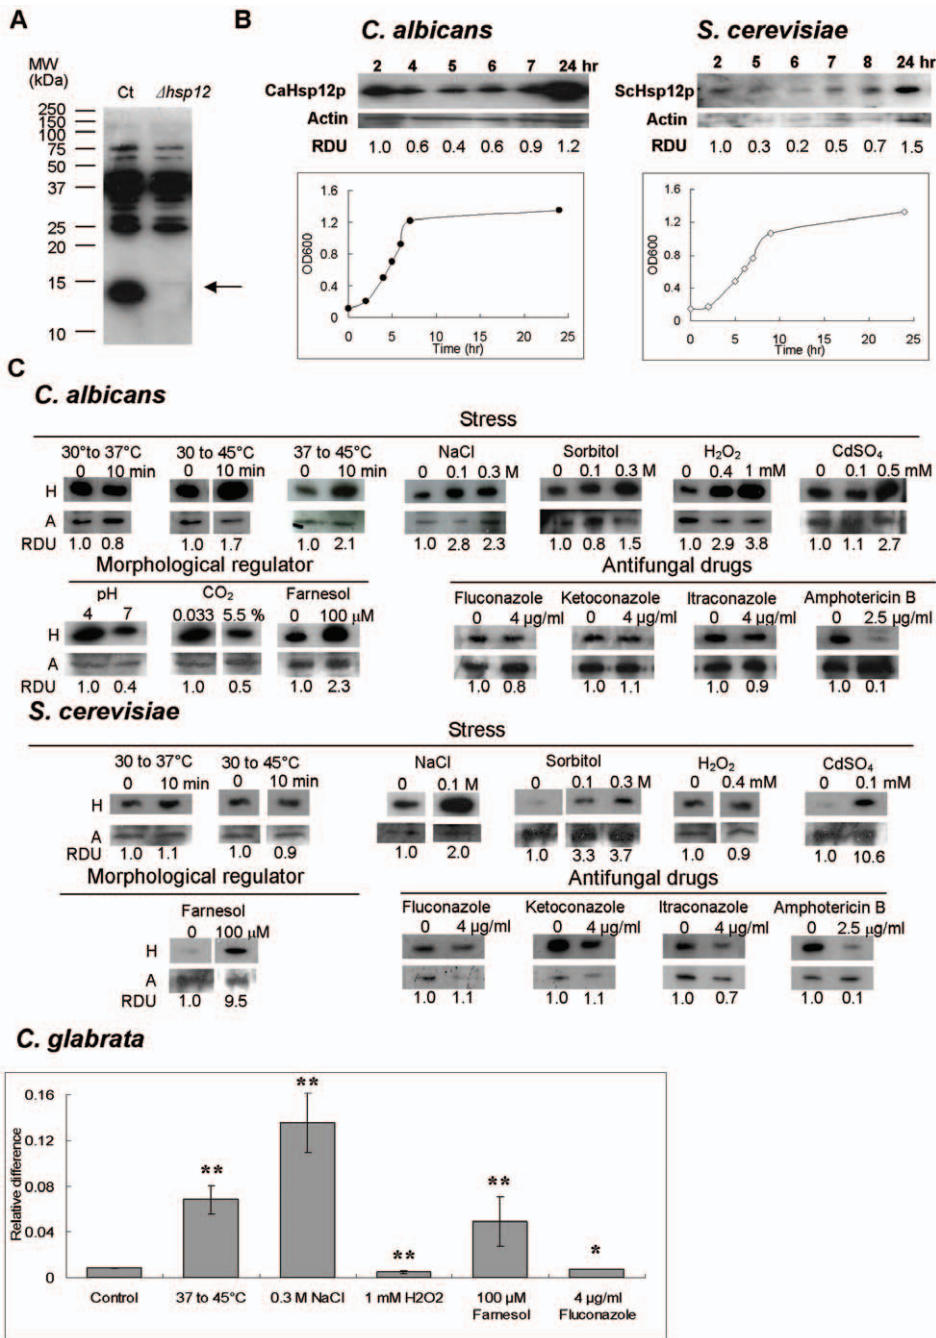 A
MW
(kDa)
Ct Δhsp12
250
150
100
75
50
37
25
20
15
10
B
C. albicans
2 4 5 6 7 24 hr
CaHsp12p
Actin
RDU 1.0 0.6 0.4 0.6 0.9 1.2
1.6
1.2
0.8
0.4
0
OD600
0 5 10 15 20 25
Time (hr)
S. cerevisiae
2 5 6 7 8 24 hr
ScHsp12p
Actin
RDU 1.0 0.3 0.2 0.5 0.7 1.5
1.6
1.2
0.8
0.4
0
OD600
0 5 10 15 20 25
Time (hr)
C
C. albicans
Stress
30°to 37°C 30 to 45°C 37 to 45°C NaCl Sorbitol H2O2 CdSO4
0 10 min 0 10 min 0 10 min 0 0.1 0.3 M 0 0.1 0.3 M 0 0.4 1 mM 0 0.1 0.5 mM
H
A
RDU 1.0 0.8 1.0 1.7 1.0 2.1 1.0 2.8 2.3 1.0 0.8 1.5 1.0 2.9 3.8 1.0 1.1 2.7
Morphological regulator Antifungal drugs
pH CO2 Farnesol Fluconazole Ketoconazole Itraconazole Amphotericin B
4 7 0.033 5.5 % 0 100 µM 0 4 µg/ml 0 4 µg/ml 0 4 µg/ml 0 2.5 µg/ml
H
A
RDU 1.0 0.4 1.0 0.5 1.0 2.3 1.0 0.8 1.0 1.1 1.0 0.9 1.0 0.1
S. cerevisiae
Stress
30 to 37°C 30 to 45°C NaCl Sorbitol H2O2 CdSO4
0 10 min 0 10 min 0 0.1 M 0 0.1 0.3 M 0 0.4 mM 0 0.1 mM
H
A
RDU 1.0 1.1 1.0 0.9 1.0 2.0 1.0 3.3 3.7 1.0 0.9 1.0 10.6
Morphological regulator Antifungal drugs
Farnesol Fluconazole Ketoconazole Itraconazole Amphotericin B
0 100 µM 0 4 µg/ml 0 4 µg/ml 0 4 µg/ml 0 2.5 µg/ml
H
A
RDU 1.0 9.5 1.0 1.1 1.0 1.1 1.0 0.7 1.0 0.1
C. glabrata
0.16
0.12
0.08
0.04
0
Relative difference
** ** ** ** *
Control 37 to 45°C 0.3 M NaCl 1 mM H2O2 100 µM Farnesol 4 µg/ml Fluconazole